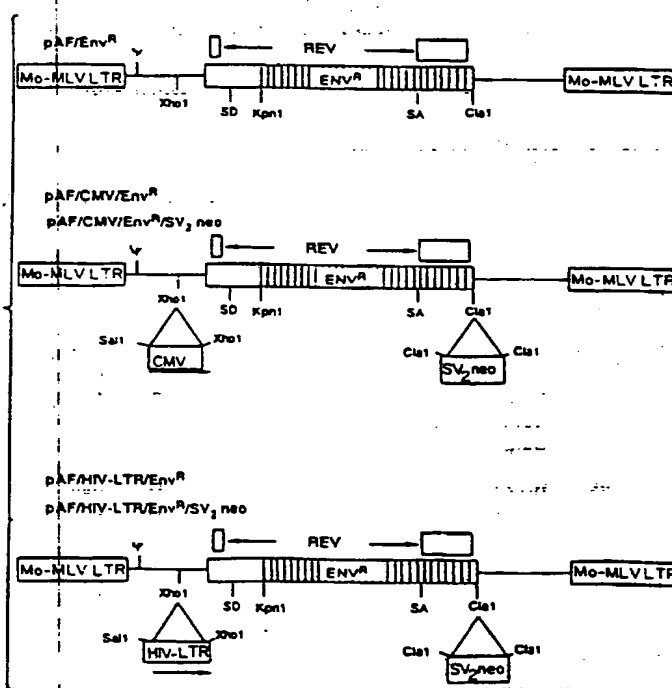 pAF/Env^R
REV
Mo-MLV LTR ψ ENV^R Mo-MLV LTR
Xho1 SD Kpn1 SA Cla1
pAF/CMV/Env^R
pAF/CMV/Env^R/SV₂ neo
REV
Mo-MLV LTR ψ ENV^R Mo-MLV LTR
Xho1 SD Kpn1 SA Cla1
Sal1 Xho1 Cla1 Cla1
CMV SV₂neo
pAF/HIV-LTR/Env^R
pAF/HIV-LTR/Env^R/SV₂ neo
REV
Mo-MLV LTR ψ ENV^R Mo-MLV LTR
Xho1 SD Kpn1 SA Cla1
Sal1 Xho1 Cla1 Cla1
HIV-LTR SV₂neo